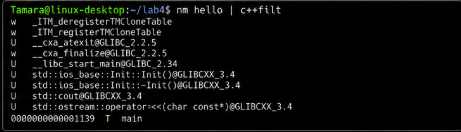 Tamara@linux-desktop:~/lab4$ nm hello | c++filt
w _ITM_deregisterTMCloneTable
w _ITM_registerTMCloneTable
U __cxa_atexit@GLIBC_2.2.5
w __cxa_finalize@GLIBC_2.2.5
U __libc_start_main@GLIBC_2.34
U std::ios_base::Init::Init()@GLIBCXX_3.4
U std::ios_base::Init::~Init()@GLIBCXX_3.4
U std::cout@GLIBCXX_3.4
U std::ostream::operator<<(char const*)@GLIBCXX_3.4
0000000000001139 T main